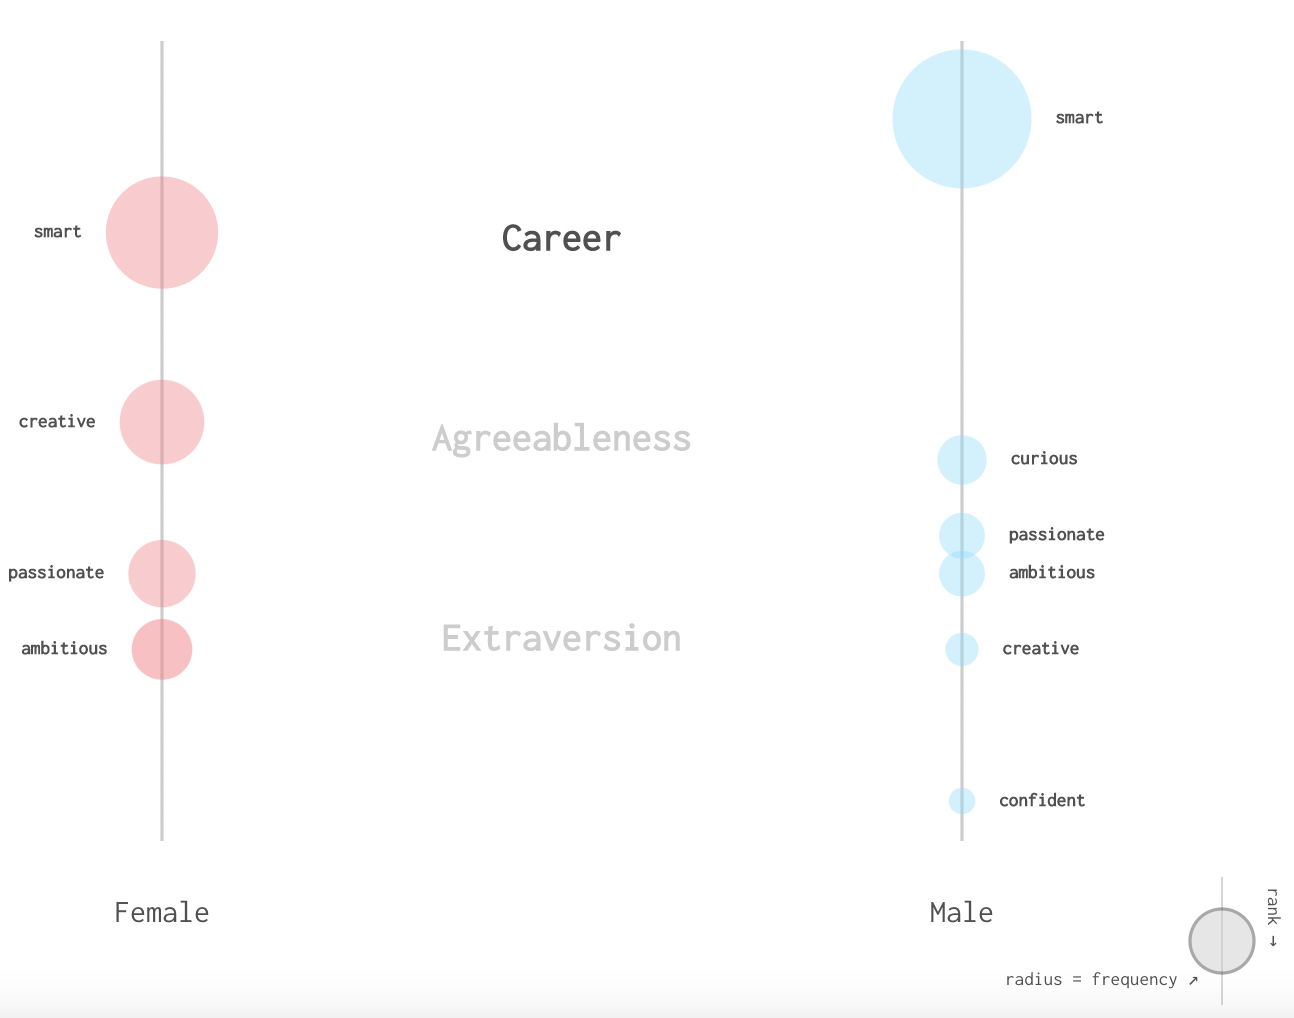 smart
smart
Career
creative
Agreeableness
curious
passionate
passionate
ambitious
ambitious
Extraversion
creative
confident
Female
Male
rank →
radius = frequency ↗